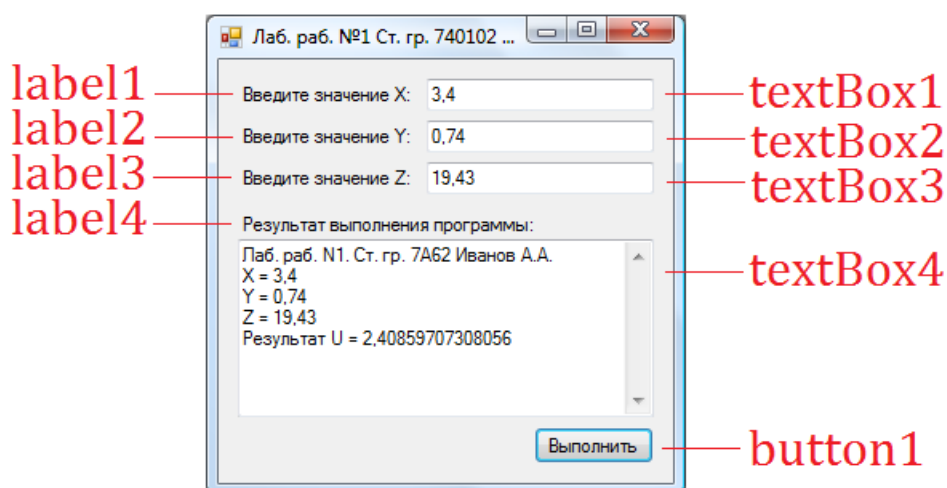 Лаб. раб. №1 Ст. гр. 740102 ...
label1
Введите значение X:
3,4
textBox1
label2
Введите значение Y:
0,74
textBox2
label3
Введите значение Z:
19,43
textBox3
label4
Результат выполнения программы:
Лаб. раб. N1. Ст. гр. 7А62 Иванов А.А.
X = 3,4
textBox4
Y = 0,74
Z = 19,43
Результат U = 2,40859707308056
Выполнить
button1